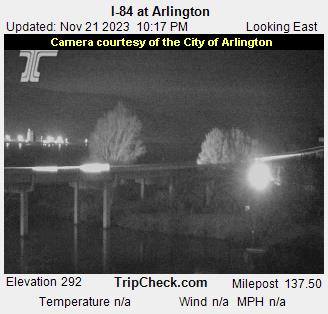 I-84 at Arlington
Updated: Nov 21 2023 10:17 PM Looking East
Camera courtesy of the City of Arlington
Elevation 292 TripCheck.com Milepost 137.50
Temperature n/a Wind n/a MPH n/a